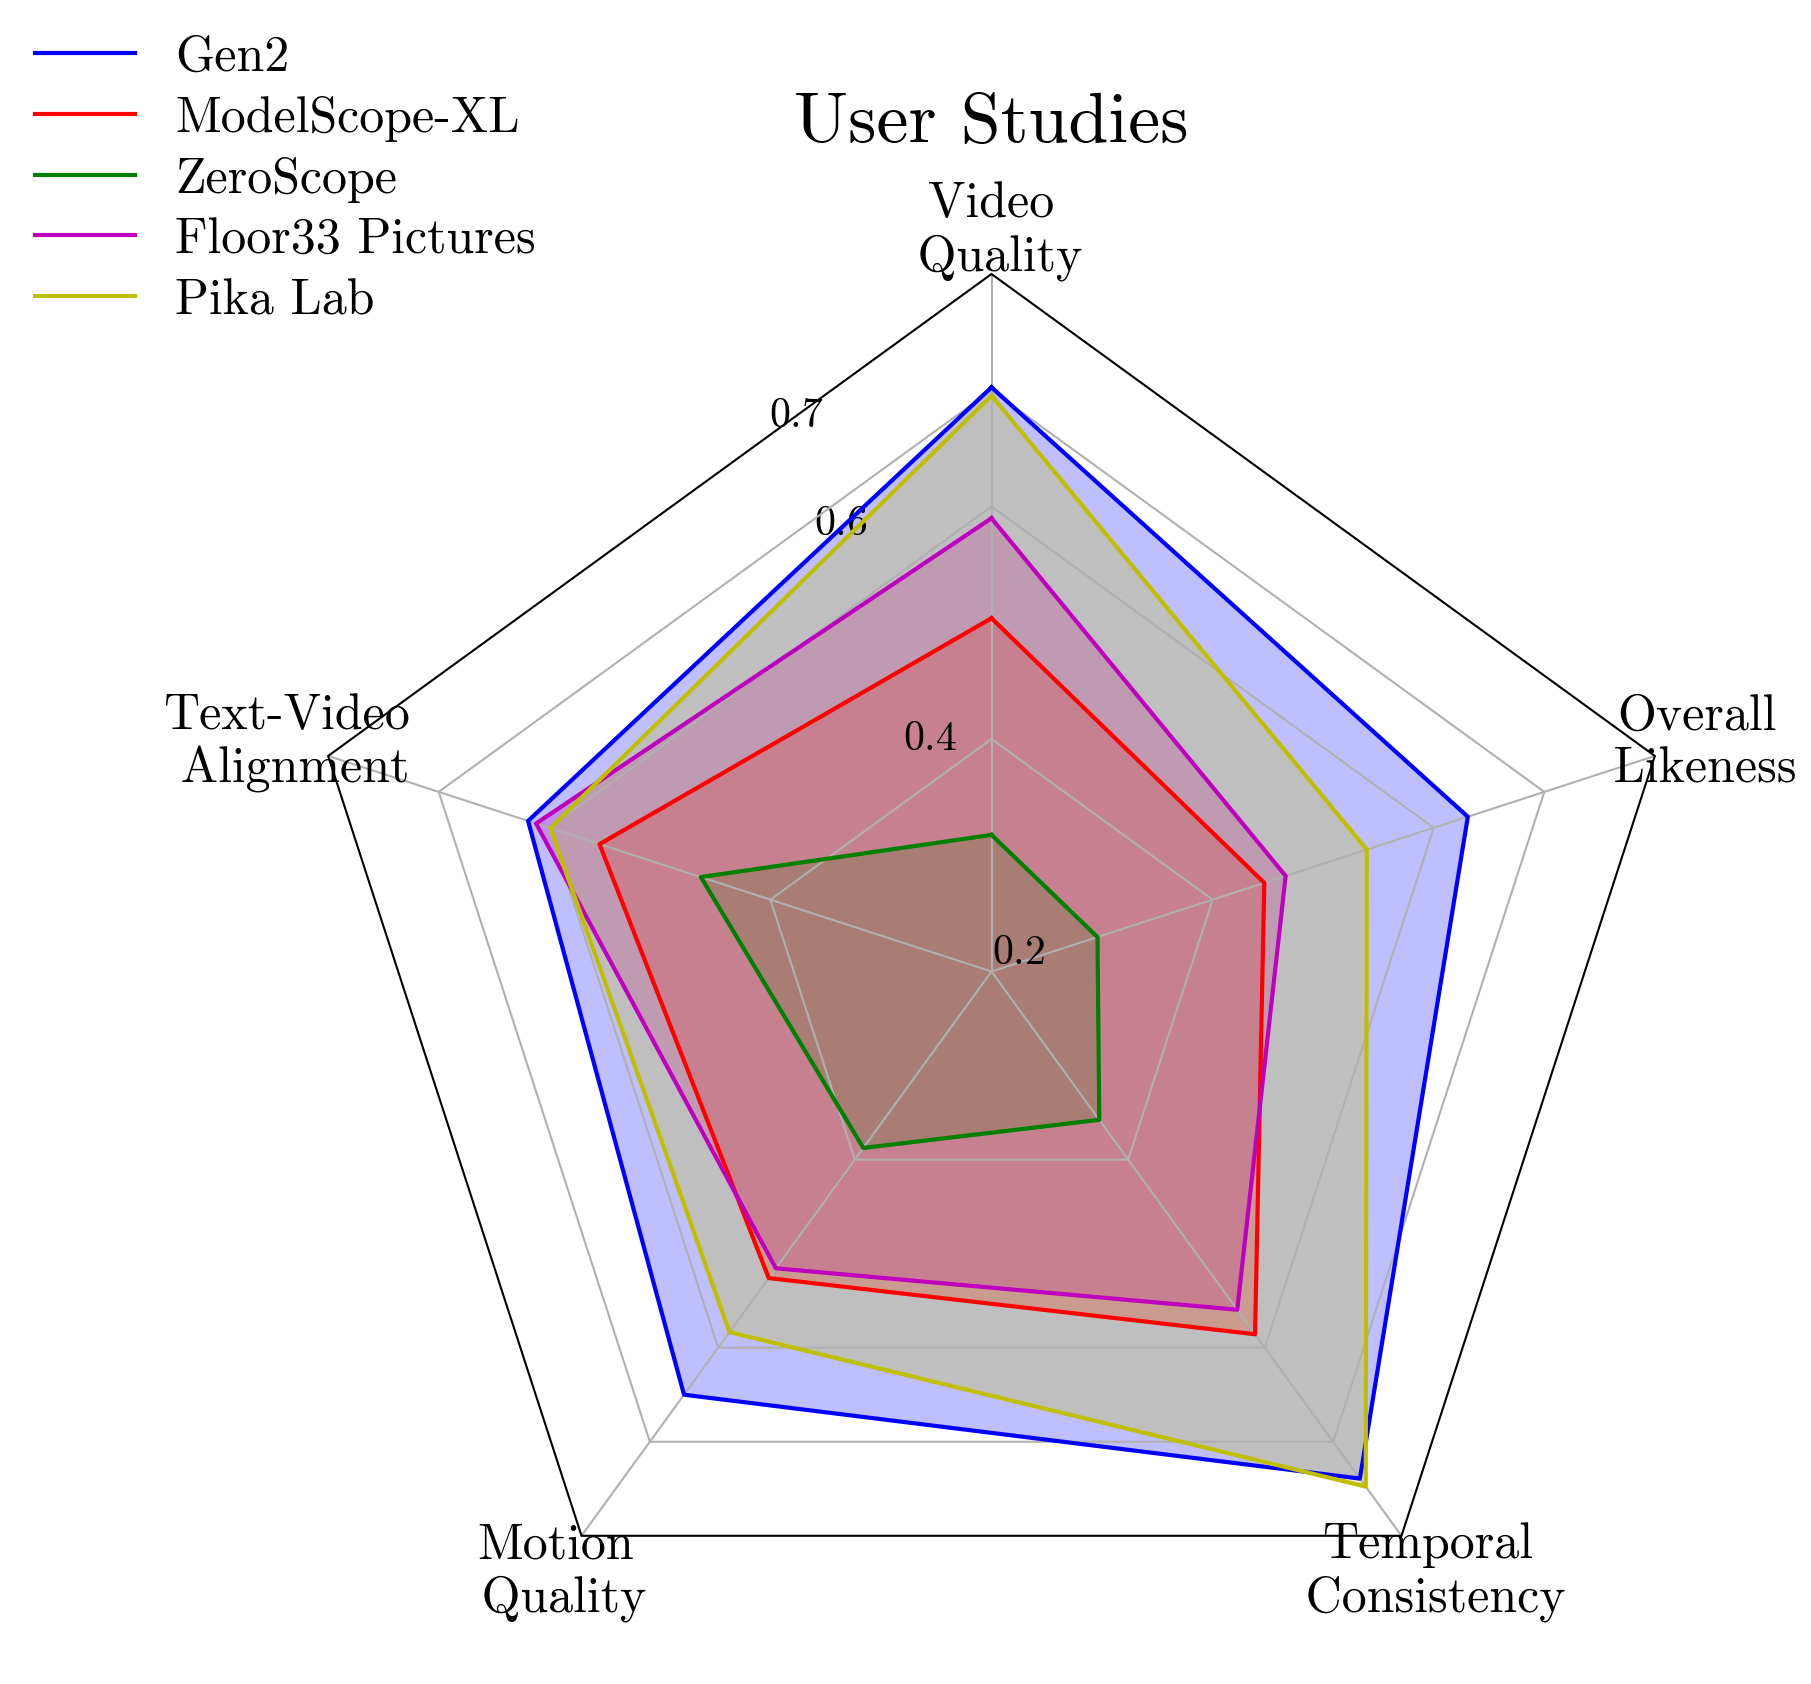 Gen2
ModelScope-XL
ZeroScope
Floor33 Pictures
Pika Lab
User Studies
Video
Quality
0.7
0.6
Text-Video
Alignment
0.4
Overall
Likeness
0.2
Motion
Quality
Temporal
Consistency